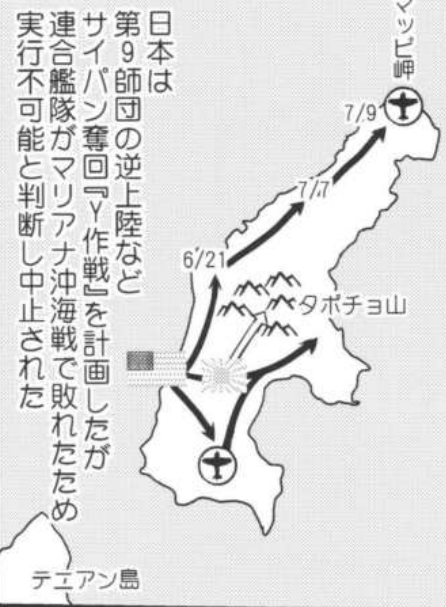 日本は
第9師団の逆上陸など
サイパン奪回『Y作戦』を計画したが
連合艦隊がマリアナ沖海戦で敗れたため
実行不可能と判断し中止された
マッピ岬
7/9
7/7
6/21
タポチョ山
テニアン島